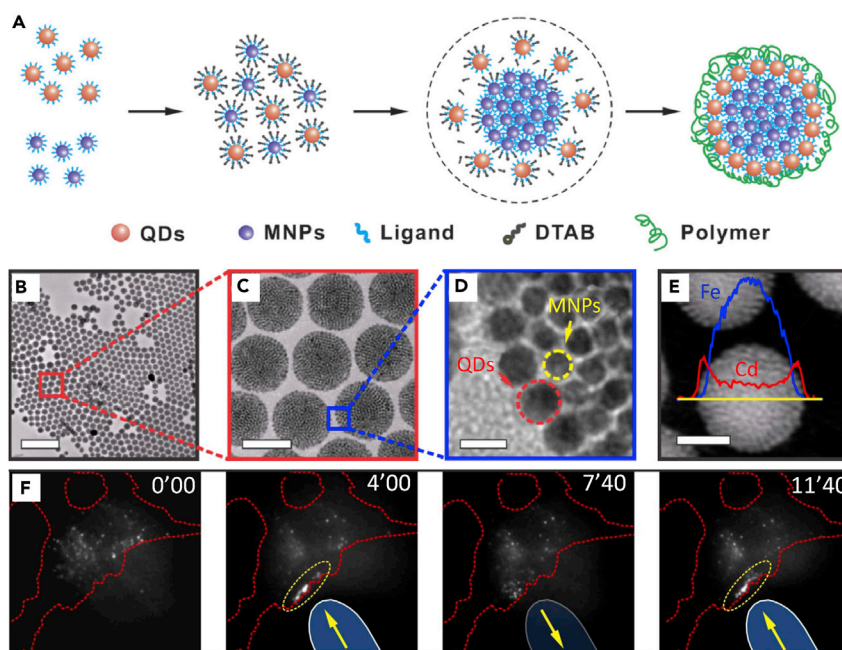 A
QDs MNPs Ligand DTAB Polymer
B C D E
MNPs
QDs
Fe
Cd
F 0'00 4'00 7'40 11'40